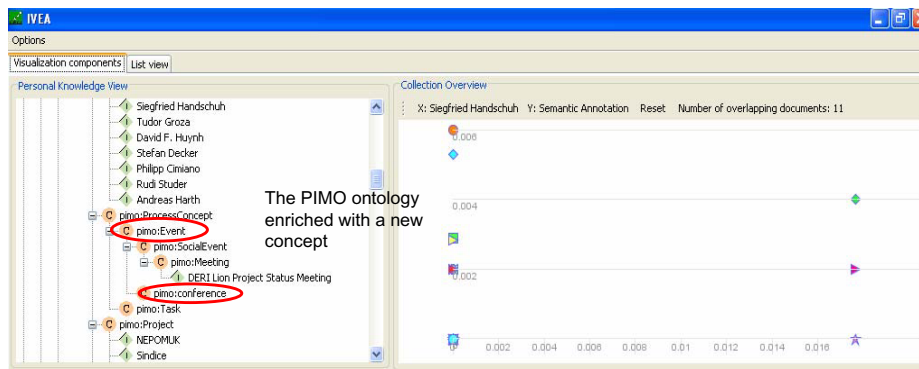 IVEA
Options
Visualization components List view
Personal Knowledge View
Siegfried Handschuh
Tudor Groza
David F. Huynh
Stefan Decker
Philipp Cimiano
Rudi Studer
Andreas Harth
C pimo:ProcessConcept
C pimo:Event
C pimo:SocialEvent
C pimo:Meeting
DERI Lion Project Status Meeting
C pimo:conference
C pimo:Task
C pimo:Project
NEPOMUK
Sindice
The PIMO ontology
enriched with a new
concept
Collection Overview
X: Siegfried Handschuh Y: Semantic Annotation Reset Number of overlapping documents: 11
0.006
0.004
0.002
0.002 0.004 0.006 0.008 0.01 0.012 0.014 0.016